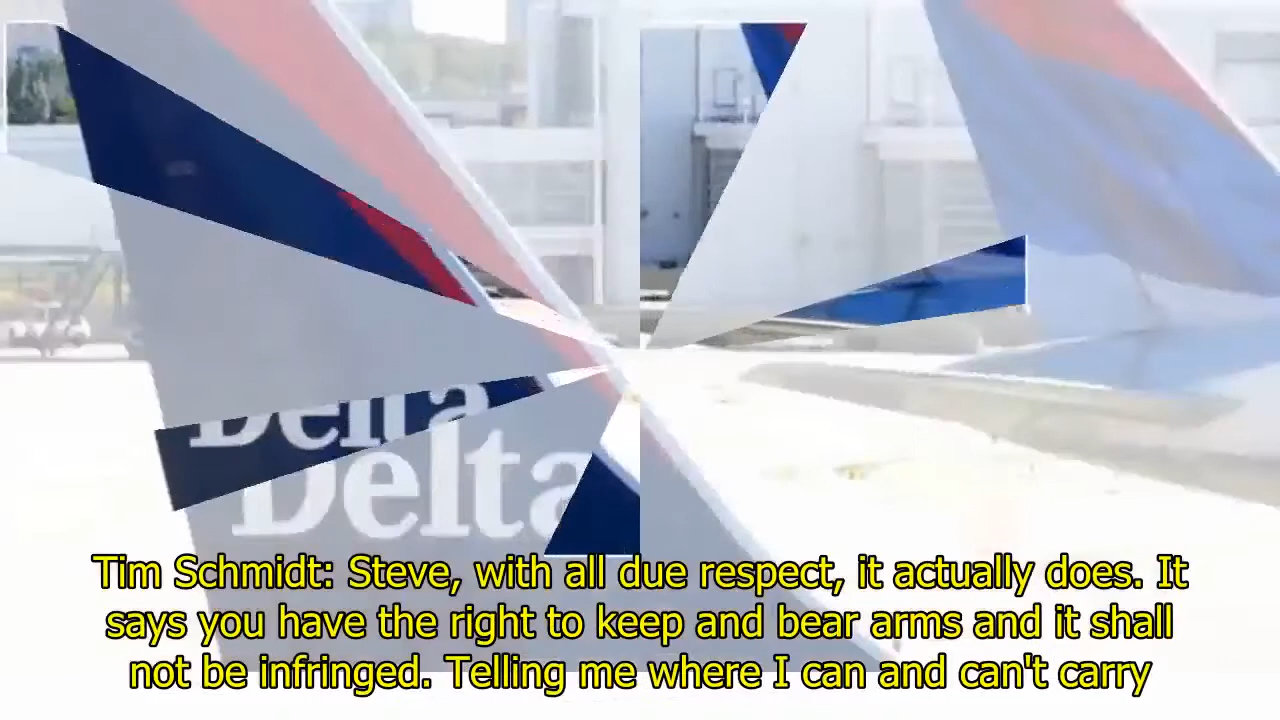 Delta
Delta
Tim Schmidt: Steve, with all due respect, it actually does. It
says you have the right to keep and bear arms and it shall
not be infringed. Telling me where I can and can't carry